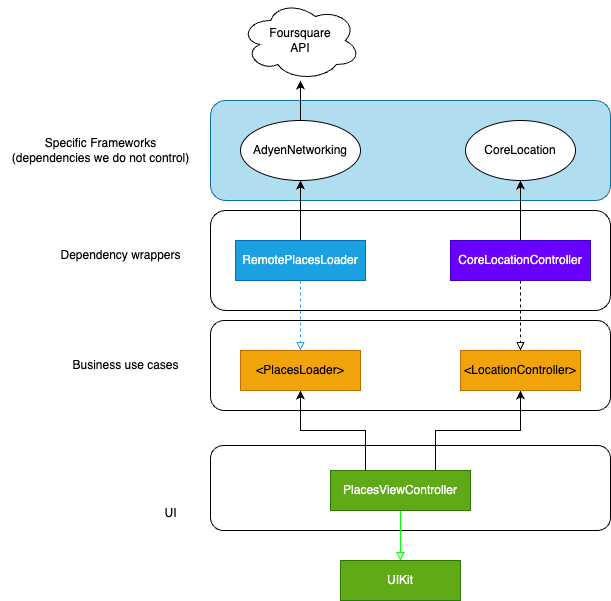 Foursquare
API
Specific Frameworks
(dependencies we do not control)
AdyenNetworking
CoreLocation
Dependency wrappers
RemotePlacesLoader
CoreLocationController
Business use cases
<PlacesLoader>
<LocationController>
PlacesViewController
UI
UIKit